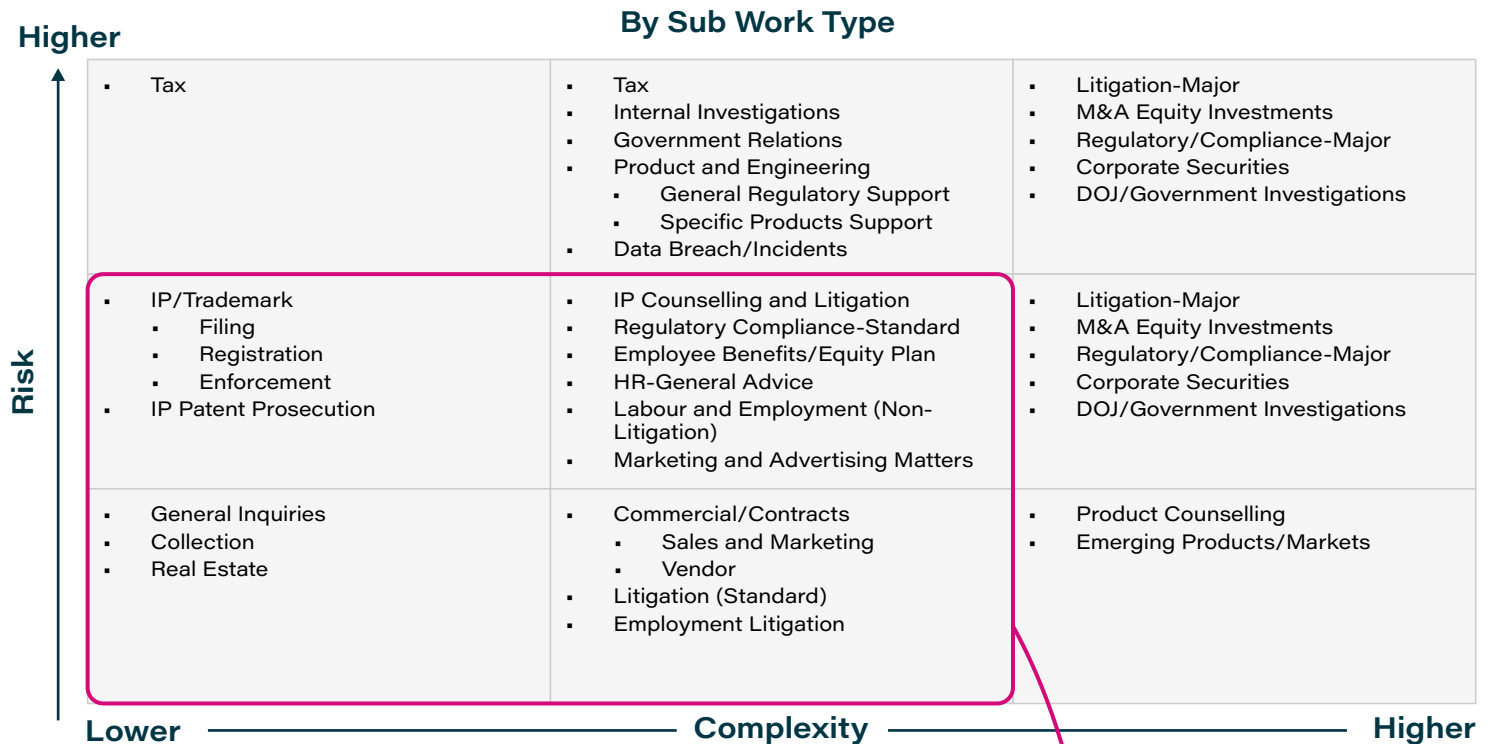 By Sub Work Type
Higher
Risk
▪ Tax
▪ Tax
▪ Internal Investigations
▪ Government Relations
▪ Product and Engineering
▪ General Regulatory Support
▪ Specific Products Support
▪ Data Breach/Incidents
▪ Litigation-Major
▪ M&A Equity Investments
▪ Regulatory/Compliance-Major
▪ Corporate Securities
▪ DOJ/Government Investigations
▪ IP/Trademark
▪ Filing
▪ Registration
▪ Enforcement
▪ IP Patent Prosecution
▪ IP Counselling and Litigation
▪ Regulatory Compliance-Standard
▪ Employee Benefits/Equity Plan
▪ HR-General Advice
▪ Labour and Employment (Non-
Litigation)
▪ Marketing and Advertising Matters
▪ Litigation-Major
▪ M&A Equity Investments
▪ Regulatory/Compliance-Major
▪ Corporate Securities
▪ DOJ/Government Investigations
▪ General Inquiries
▪ Collection
▪ Real Estate
▪ Commercial/Contracts
▪ Sales and Marketing
▪ Vendor
▪ Litigation (Standard)
▪ Employment Litigation
▪ Product Counselling
▪ Emerging Products/Markets
Lower
Complexity
Higher